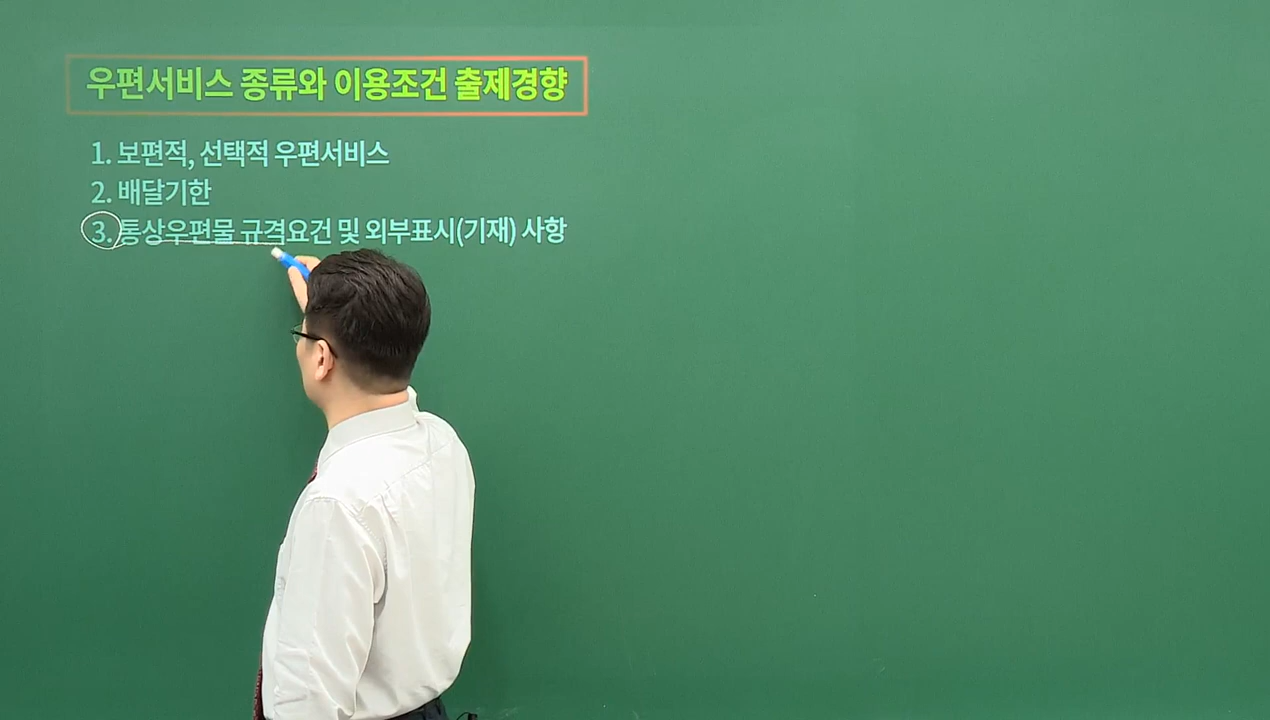 우편서비스 종류와 이용조건 출제경향
1. 보편적, 선택적 우편서비스
2. 배달기한
3. 통상우편물 규격요건 및 외부표시(기재) 사항